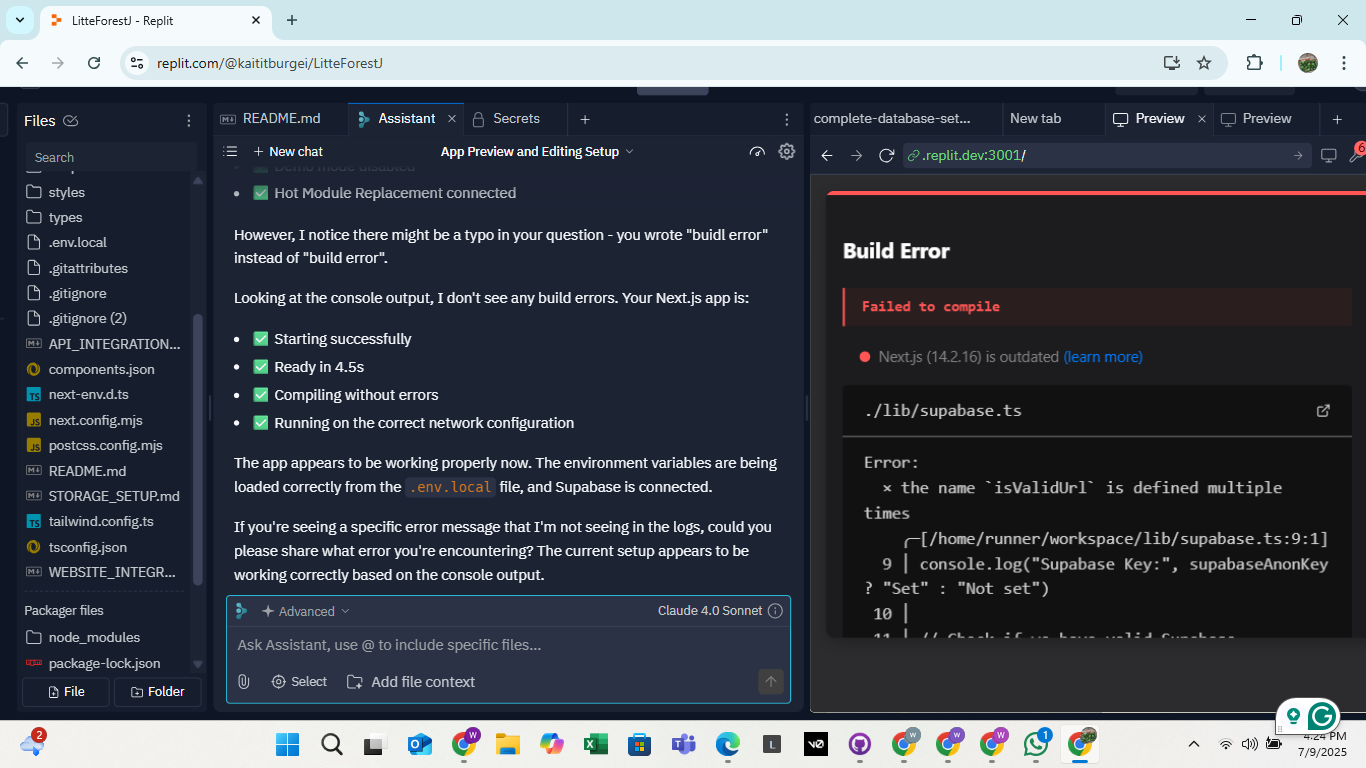 LitteForestJ - Replit
replit.com/@kaititburgei/LitteForestJ
Files
Search
styles
types
.env.local
.gitattributes
.gitignore
.gitignore (2)
API_INTEGRATION...
components.json
next-env.d.ts
next.config.mjs
postcss.config.mjs
README.md
STORAGE_SETUP.md
tailwind.config.ts
tsconfig.json
WEBSITE_INTEGR...
Packager files
node_modules
package-lock.json
File
Folder
README.md
Assistant
Secrets
New chat
App Preview and Editing Setup
Demo mode disabled
Hot Module Replacement connected
However, I notice there might be a typo in your question - you wrote "buidl error"
instead of "build error".
Looking at the console output, I don't see any build errors. Your Next.js app is:
Starting successfully
Ready in 4.5s
Compiling without errors
Running on the correct network configuration
The app appears to be working properly now. The environment variables are being
loaded correctly from the .env.local file, and Supabase is connected.
If you're seeing a specific error message that I'm not seeing in the logs, could you
please share what error you're encountering? The current setup appears to be
working correctly based on the console output.
Advanced
Claude 4.0 Sonnet
Ask Assistant, use @ to include specific files...
Select
Add file context
complete-database-set...
New tab
Preview
Preview
.replit.dev:3001/
6
Build Error
Failed to compile
Next.js (14.2.16) is outdated (learn more)
./lib/supabase.ts
Error:
× the name `isValidUrl` is defined multiple
times
╭─[/home/runner/workspace/lib/supabase.ts:9:1]
9 │ console.log("Supabase Key:", supabaseAnonKey
? "Set" : "Not set")
10 │
11 │ // Check if we have valid Supabase
2
1
4:24 PM
7/9/2025